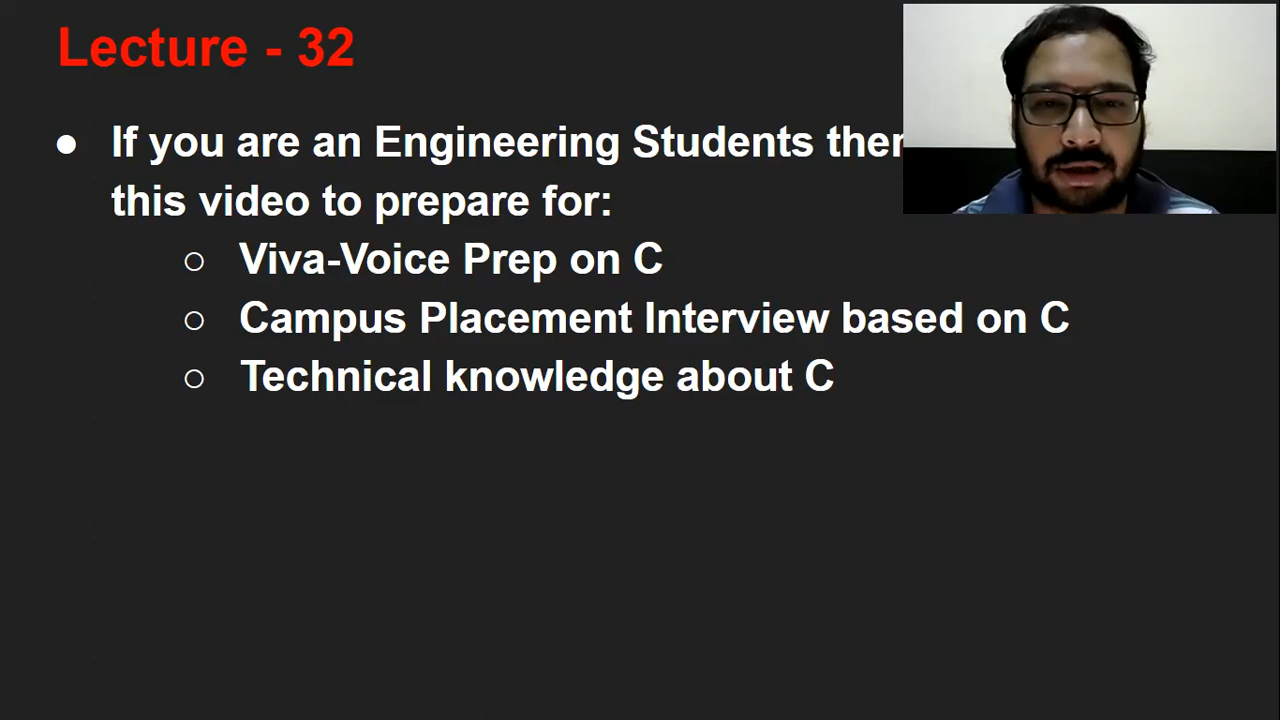 Lecture - 32
● If you are an Engineering Students
this video to prepare for:
○ Viva-Voice Prep on C
○ Campus Placement Interview based on C
○ Technical knowledge about C